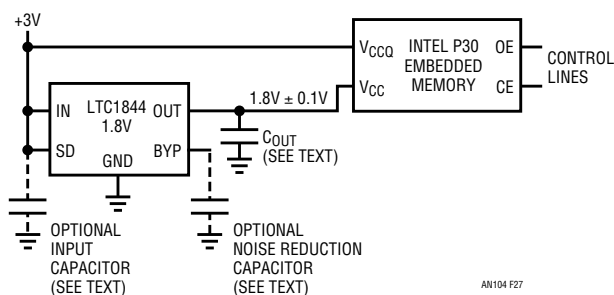 +3V
VCCQ
INTEL P30
EMBEDDED
MEMORY
OE
CONTROL
LINES
VCC
CE
1.8V ± 0.1V
IN
LTC1844
1.8V
OUT
SD
GND
BYP
COUT
(SEE TEXT)
OPTIONAL
INPUT
CAPACITOR
(SEE TEXT)
OPTIONAL
NOISE REDUCTION
CAPACITOR
(SEE TEXT)
AN104 F27